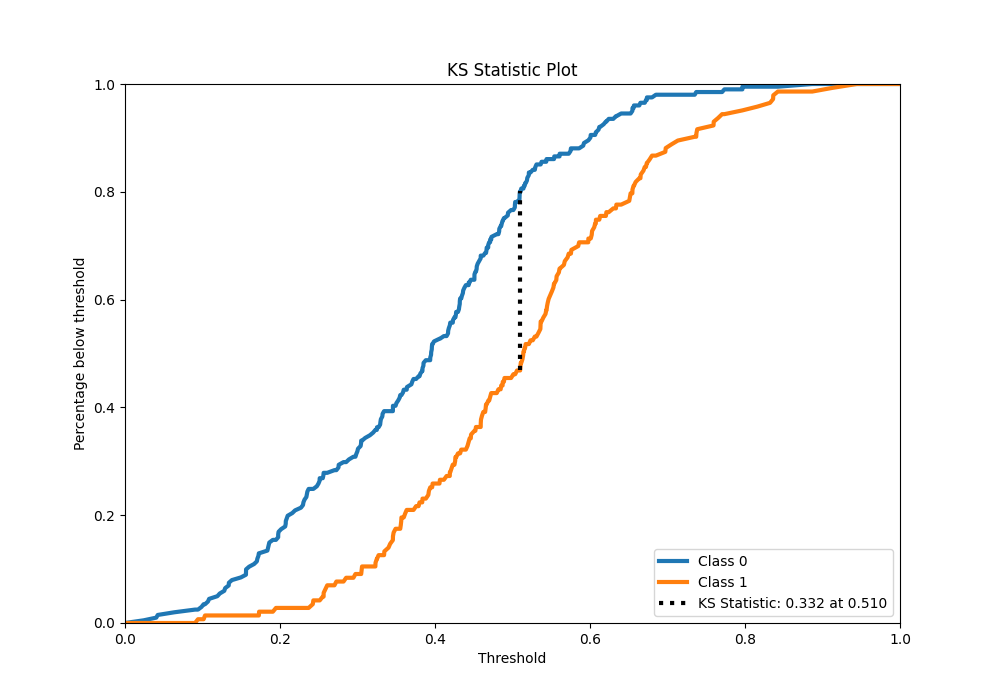 KS Statistic Plot
1.0
0.8
0.6
0.4
0.2
0.0
Percentage below threshold
0.0 0.2 0.4 0.6 0.8 1.0
Threshold
Class 0
Class 1
KS Statistic: 0.332 at 0.510